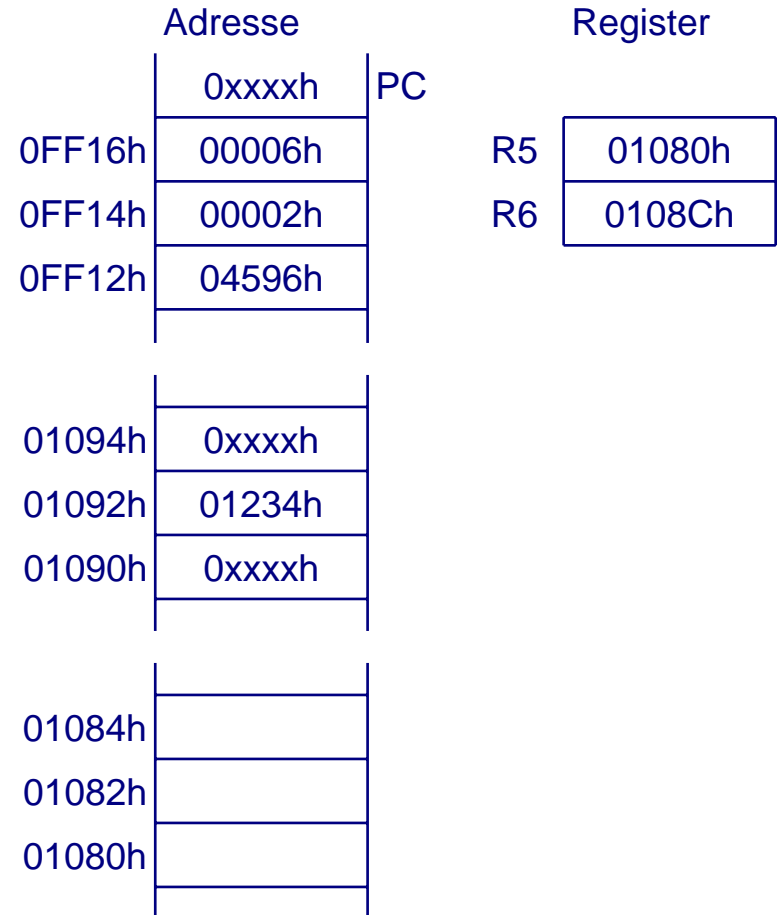 Adresse Register
0xxxxh PC
0FF16h 00006h R5 01080h
0FF14h 00002h R6 0108Ch
0FF12h 04596h
01094h 0xxxxh
01092h 01234h
01090h 0xxxxh
01084h
01082h
01080h